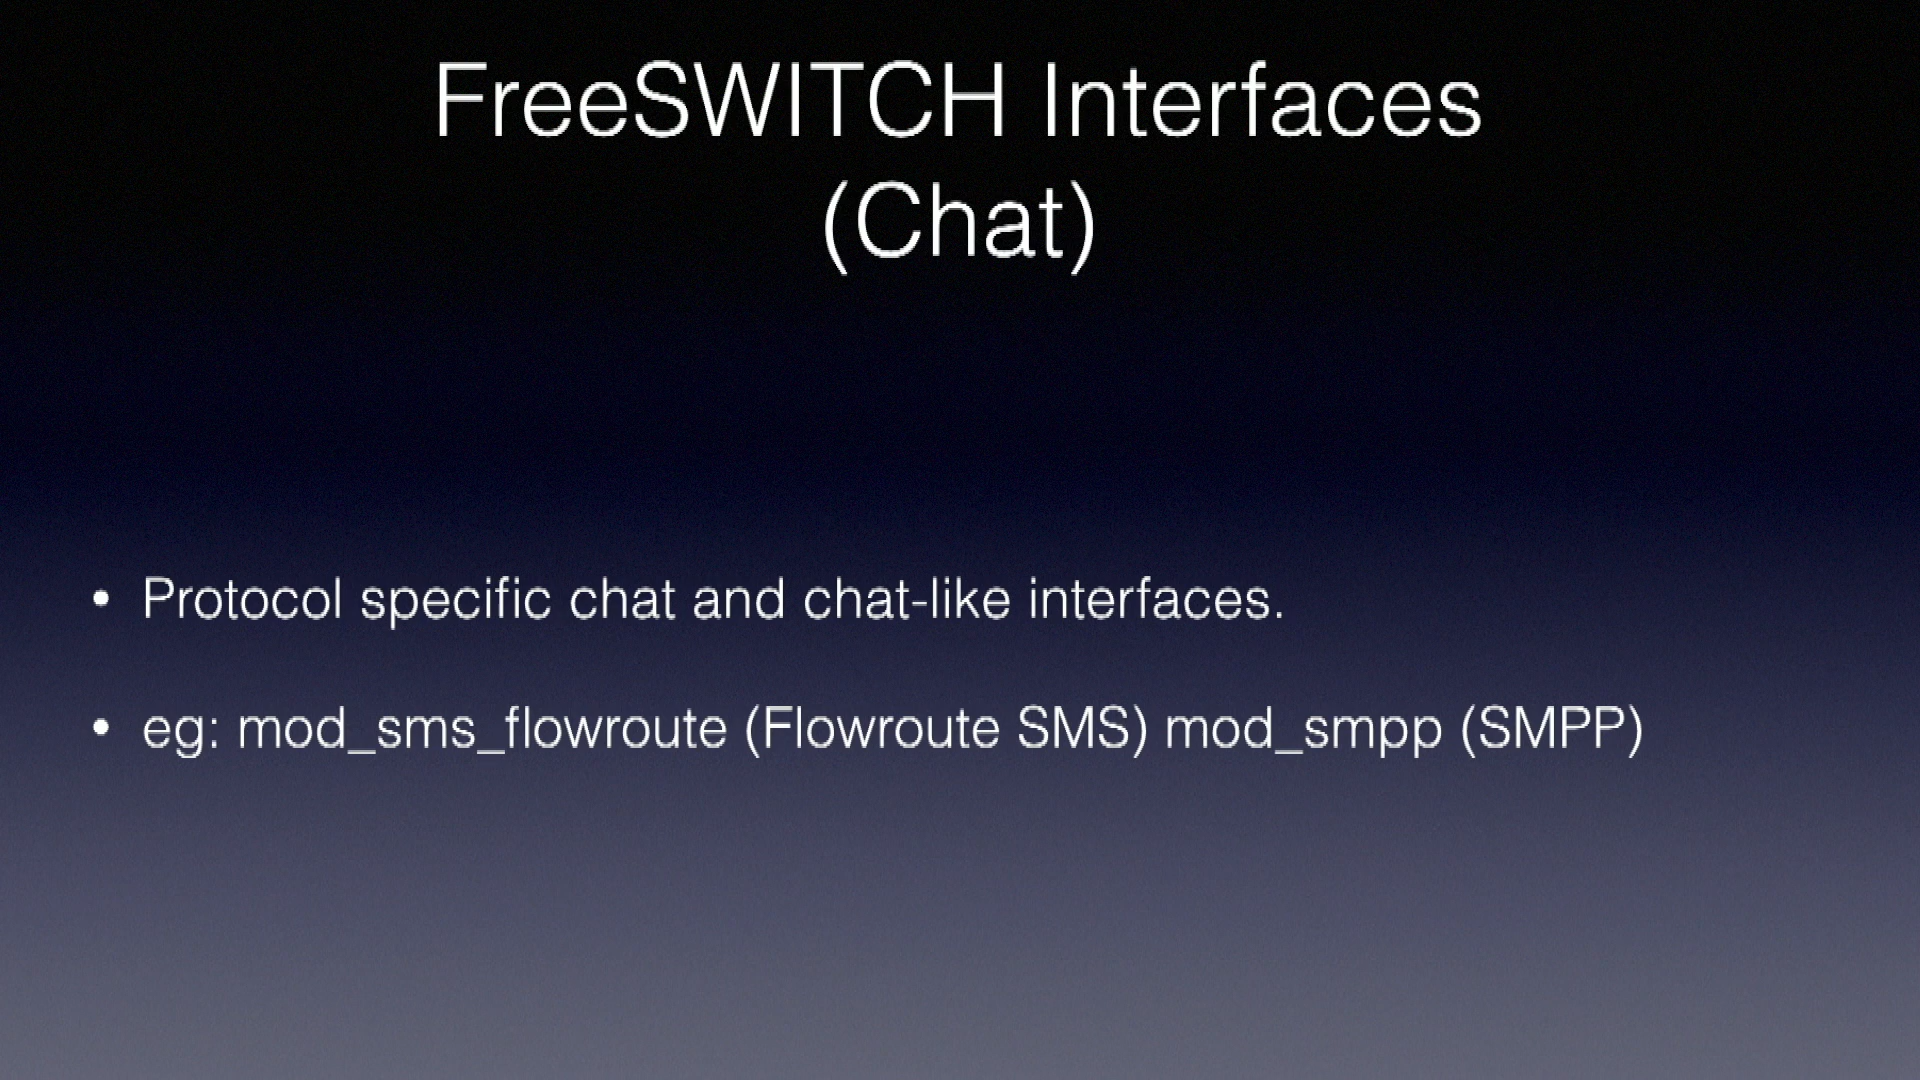 FreeSWITCH Interfaces
(Chat)
• Protocol specific chat and chat-like interfaces.
• eg: mod_sms_flowroute (Flowroute SMS) mod_smpp (SMPP)